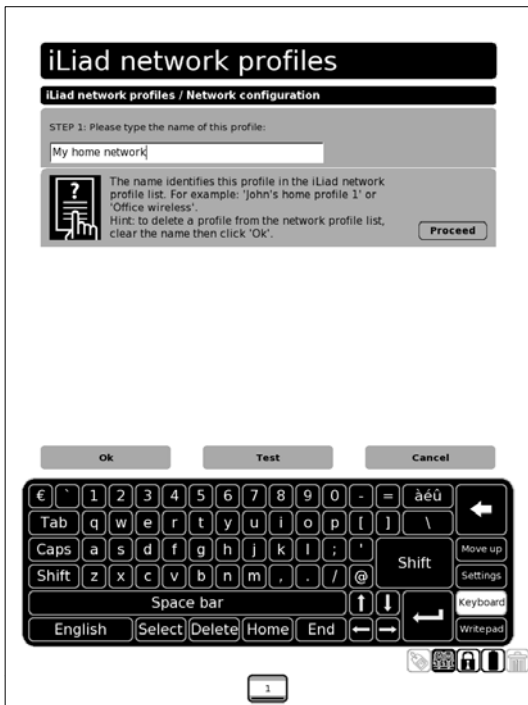 iLiad network profiles
iLiad network profiles / Network configuration
STEP 1: Please type the name of this profile:
My home network
The name identifies this profile in the iLiad network
profile list. For example: 'John's home profile 1' or
'Office wireless'.
Hint: to delete a profile from the network profile list,
clear the name then click 'Ok'.
Proceed
?
Ok Test Cancel
€ ` 1 2 3 4 5 6 7 8 9 0 - = àéû
Tab q w e r t y u i o p [ ] \
Caps a s d f g h j k l ; ' Shift Move up
Shift z x c v b n m , . / @ Settings
Space bar Keyboard
English Select Delete Home End Writepad
1